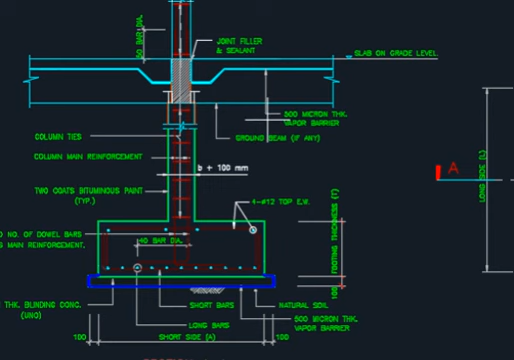 50 BAR DIA.
JOINT FILLER
& SEALANT
SLAB ON GRADE LEVEL
500 MICRON THK.
VAPOR BARRIER
GROUND BEAM (IF ANY)
COLUMN TIES
COLUMN MAIN REINFORCEMENT
b + 100 mm
TWO COATS BITUMINOUS PAINT
(TYP.)
4-#12 TOP E.W.
NO. OF DOWEL BARS
MAIN REINFORCEMENT.
40 BAR DIA.
FOOTING THICKNESS (T)
LONG SIDE (L)
A
100
THK. BLINDING CONC.
(UNO)
SHORT BARS
NATURAL SOIL
LONG BARS
500 MICRON THK.
VAPOR BARRIER
100
SHORT SIDE (A)
100